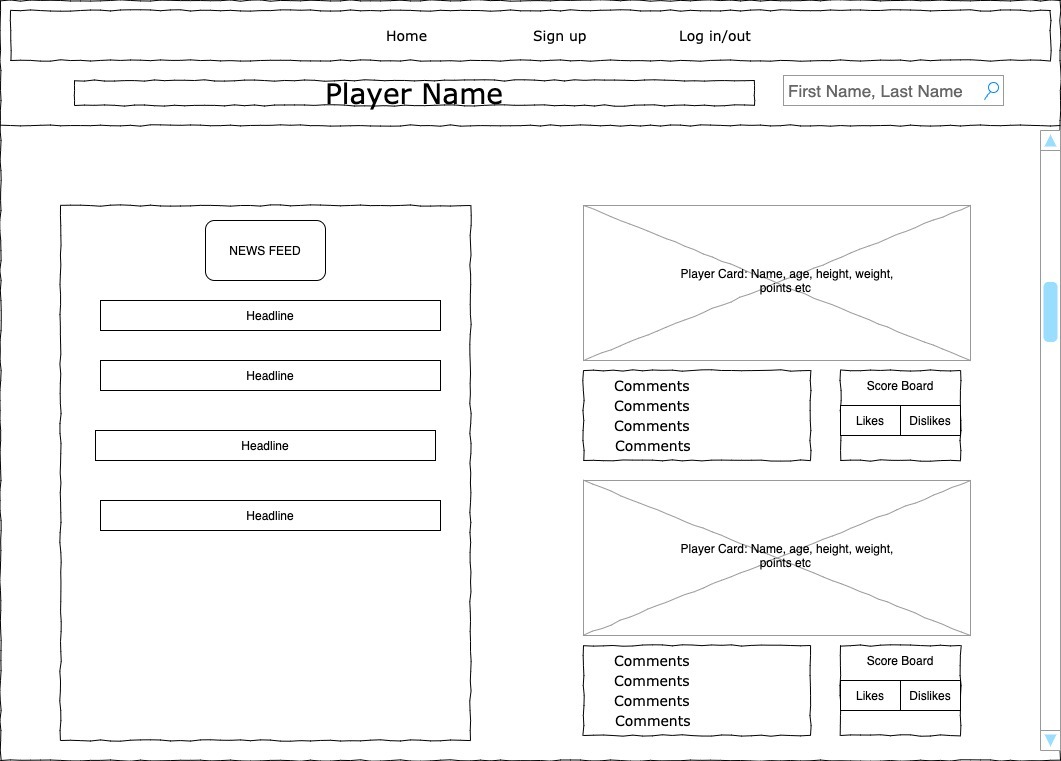 Home Sign up Log in/out
Player Name
First Name, Last Name
NEWS FEED
Headline
Headline
Headline
Headline
Player Card: Name, age, height, weight,
points etc
Comments
Comments
Comments
Comments
Score Board
Likes Dislikes
Player Card: Name, age, height, weight,
points etc
Comments
Comments
Comments
Comments
Score Board
Likes Dislikes